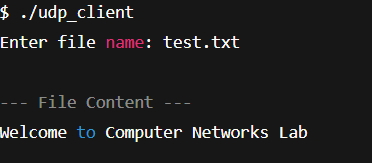 $ ./udp_client
Enter file name: test.txt
--- File Content ---
Welcome to Computer Networks Lab